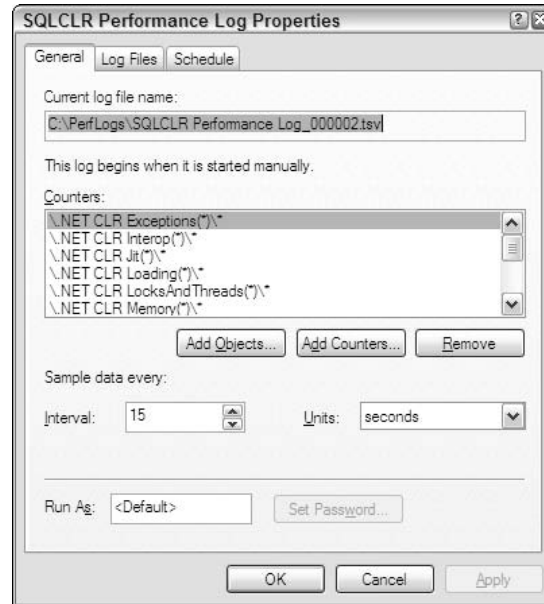 SQLCLR Performance Log Properties
General Log Files Schedule
Current log file name:
C:\PerfLogs\SQLCLR Performance Log_000002.tsv
This log begins when it is started manually.
Counters:
\.NET CLR Exceptions(*)\*
\.NET CLR Interop(*)\*
\.NET CLR Jit(*)\*
\.NET CLR Loading(*)\*
\.NET CLR LocksAndThreads(*)\*
\.NET CLR Memory(*)\*
Add Objects... Add Counters... Remove
Sample data every:
Interval: 15 Units: seconds
Run As: <Default> Set Password...
OK Cancel Apply